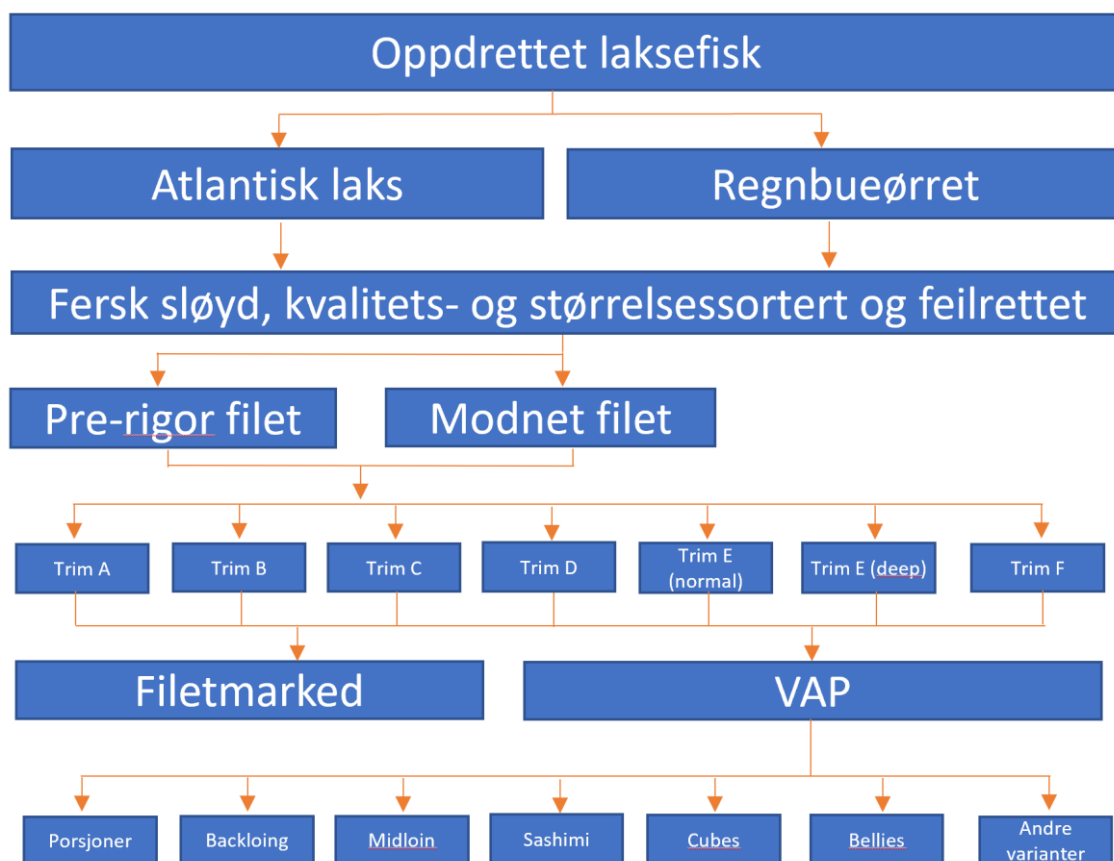 Oppdrettet laksefisk
Atlantisk laks
Regnbueørret
Fersk sløyd, kvalitets- og størrelsessortert og feilrettet
Pre-rigor filet
Modnet filet
Trim A
Trim B
Trim C
Trim D
Trim E
(normal)
Trim E (deep)
Trim F
Filetmarked
VAP
Porsjoner
Backloing
Midloin
Sashimi
Cubes
Bellies
Andre
varianter